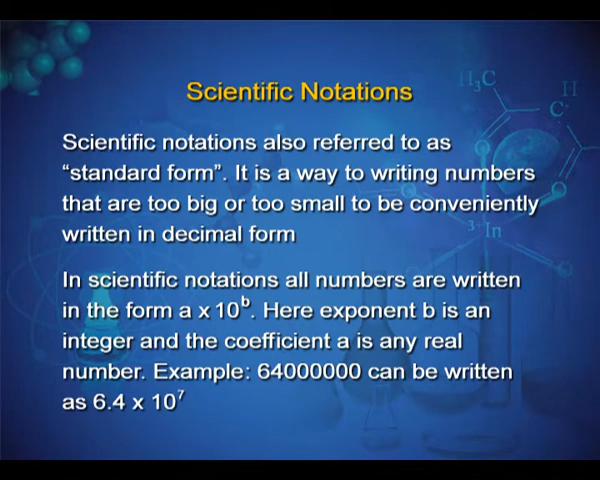 Scientific Notations
Scientific notations also referred to as
“standard form”. It is a way to writing numbers
that are too big or too small to be conveniently
written in decimal form
In scientific notations all numbers are written
in the form a x 10ᵇ. Here exponent b is an
integer and the coefficient a is any real
number. Example: 64000000 can be written
as 6.4 x 10⁷
H₃C
H
C
³⁺In